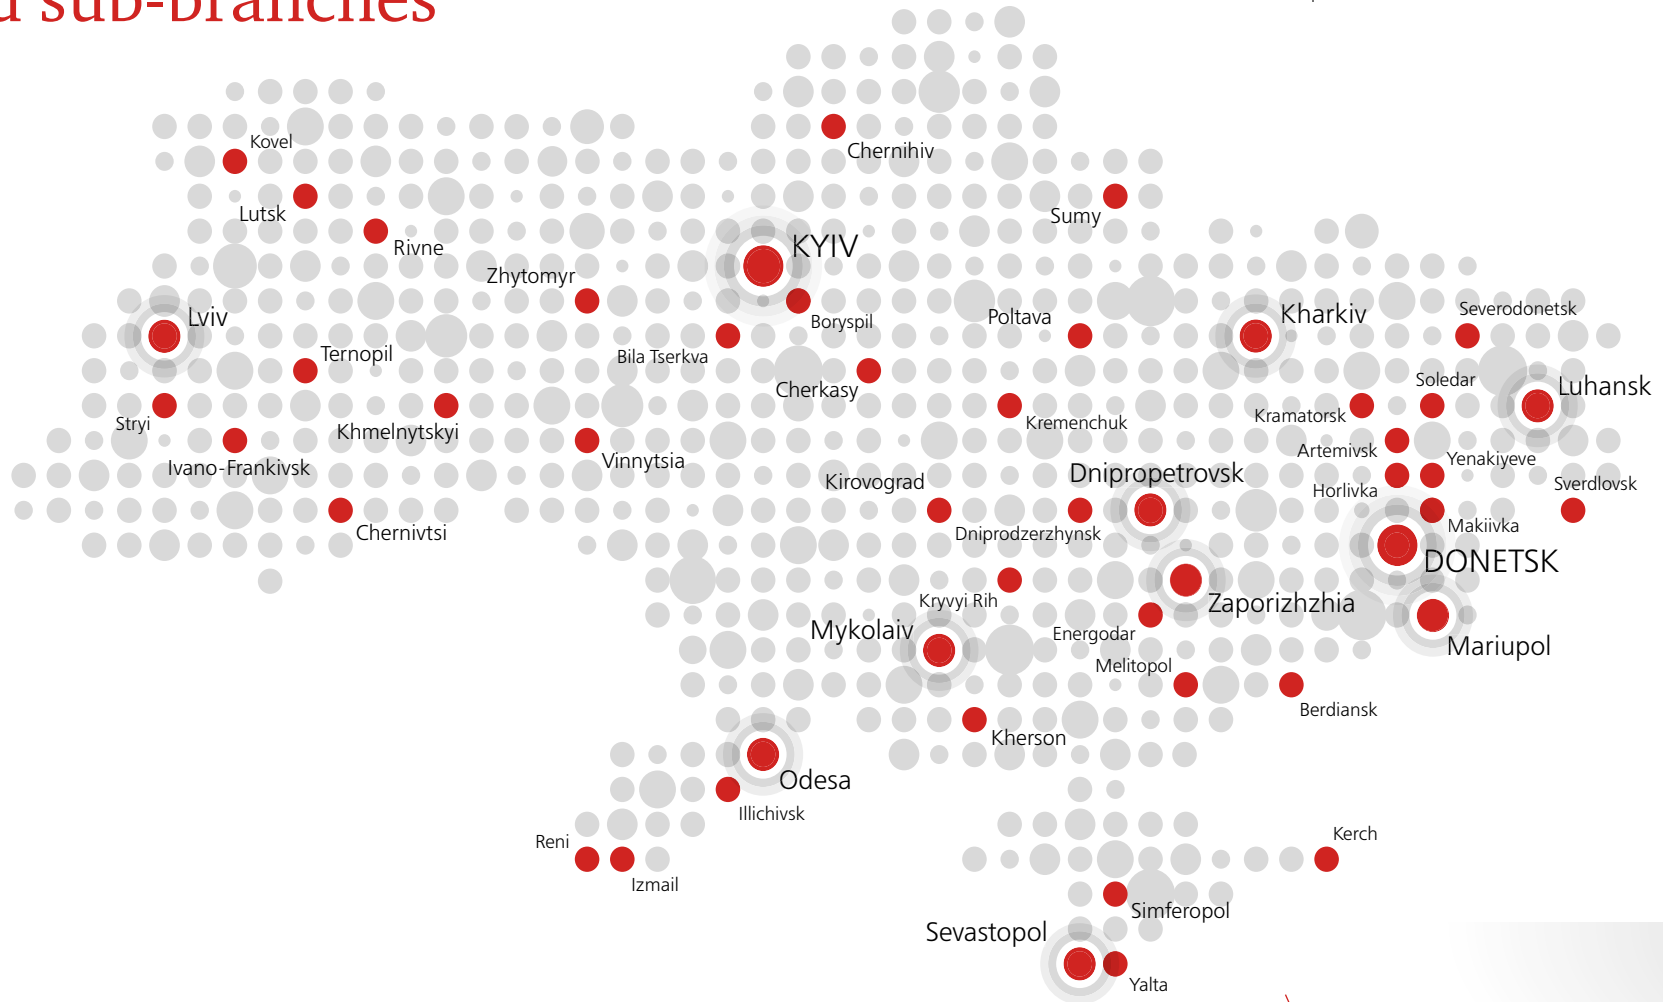 sub-branches
Kovel
Chernihiv
Lutsk
Sumy
Rivne
KYIV
Zhytomyr
Severodonetsk
Lviv
Kharkiv
Poltava
Boryspil
Ternopil
Bila Tserkva
Soledar
Luhansk
Cherkasy
Kramatorsk
Stryi
Kremenchuk
Khmelnytskyi
Artemivsk
Yenakiyeve
Vinnytsia
Ivano-Frankivsk
Dnipropetrovsk
Kirovograd
Sverdlovsk
Horlivka
Makiivka
Chernivtsi
Dniprodzerzhynsk
DONETSK
Kryvyi Rih
Zaporizhzhia
Mykolaiv
Energodar
Mariupol
Melitopol
Berdiansk
Kherson
Odesa
Illichivsk
Kerch
Reni
Izmail
Simferopol
Sevastopol
Yalta